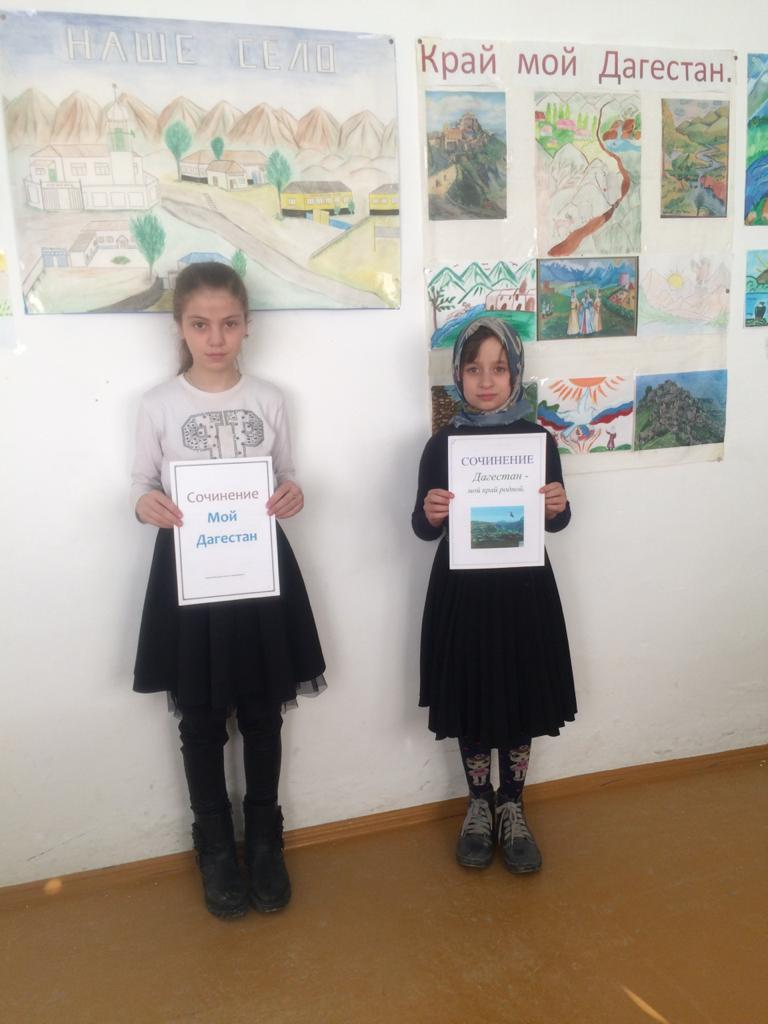 НАШЕ СЕЛО
Край мой Дагестан.
Сочинение
Мой
Дагестан
СОЧИНЕНИЕ
Дагестан -
мой край родной.